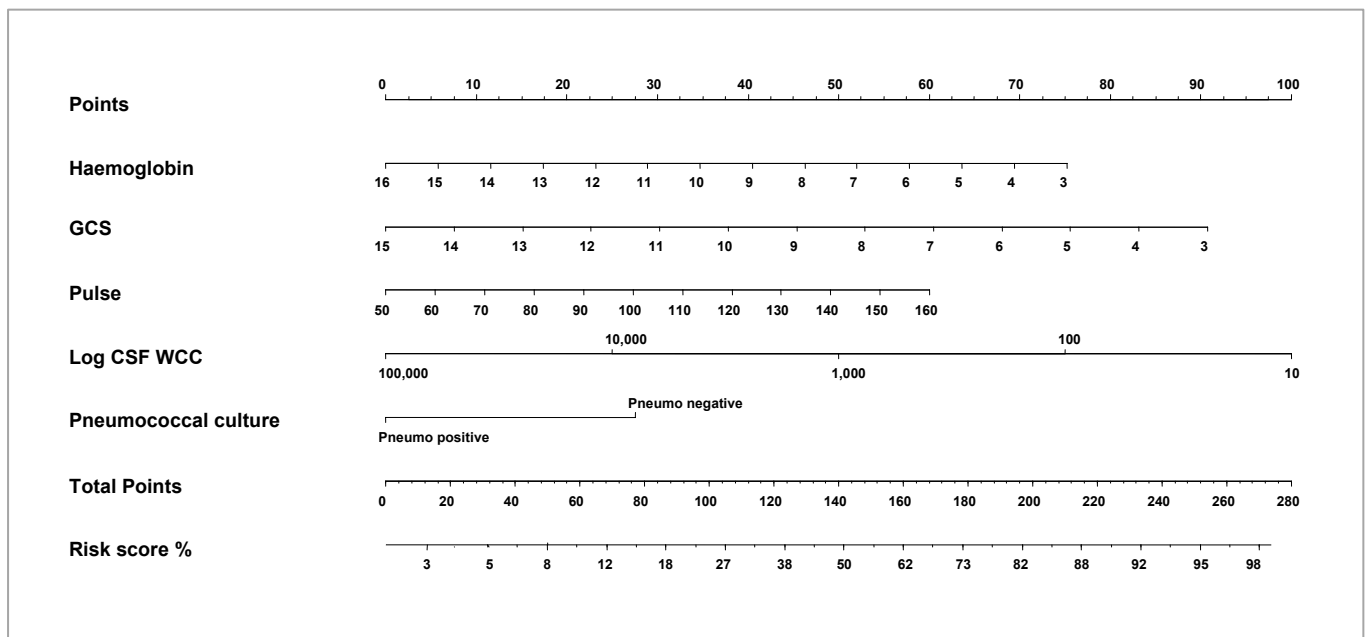 0 10 20 30 40 50 60 70 80 90 100
Points
Haemoglobin
16 15 14 13 12 11 10 9 8 7 6 5 4 3
GCS
15 14 13 12 11 10 9 8 7 6 5 4 3
Pulse
50 60 70 80 90 100 110 120 130 140 150 160
10,000 100
Log CSF WCC
100,000 1,000 10
Pneumo negative
Pneumococcal culture
Pneumo positive
Total Points
0 20 40 60 80 100 120 140 160 180 200 220 240 260 280
Risk score %
3 5 8 12 18 27 38 50 62 73 82 88 92 95 98